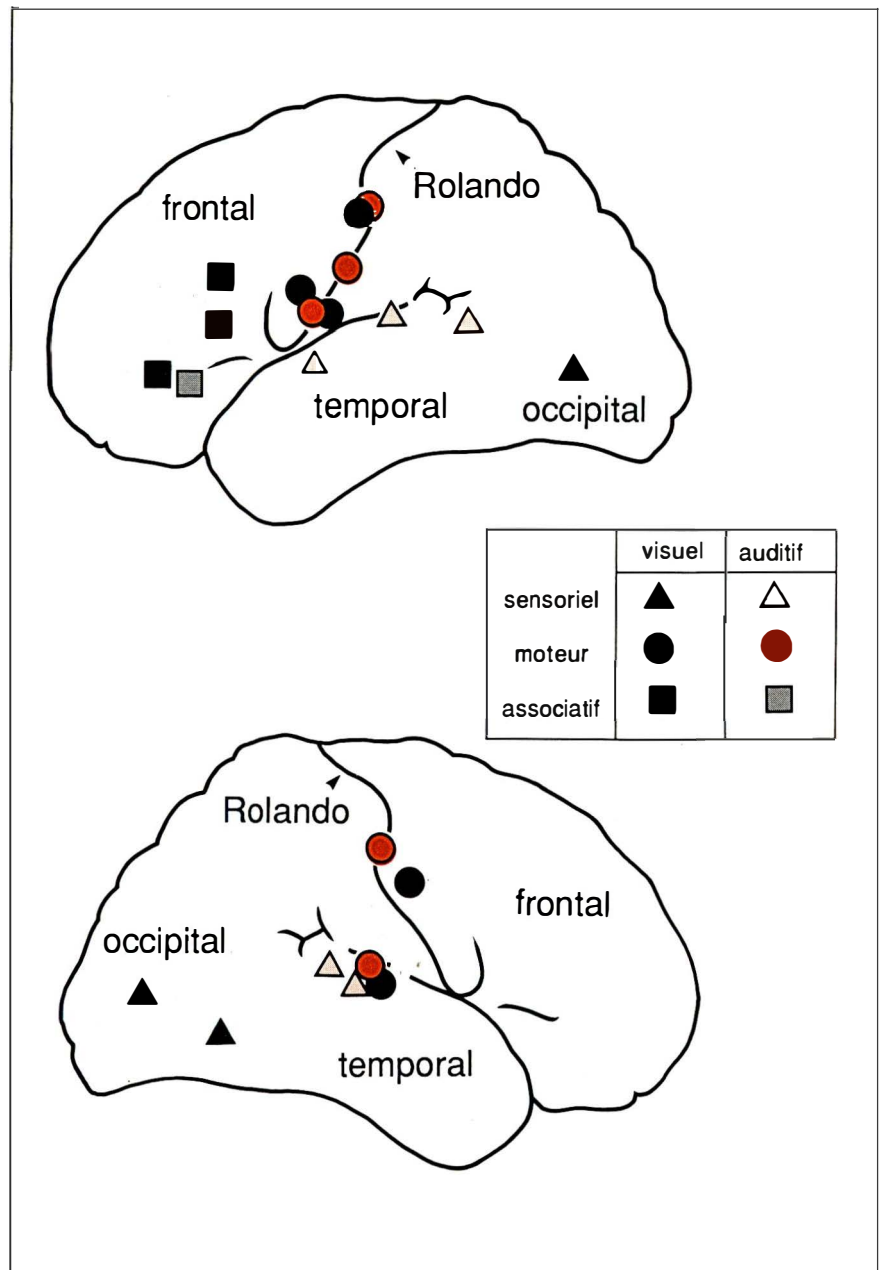 Rolando
frontal
temporal
occipital
visuel auditif
sensoriel
moteur
associatif
Rolando
frontal
occipital
temporal